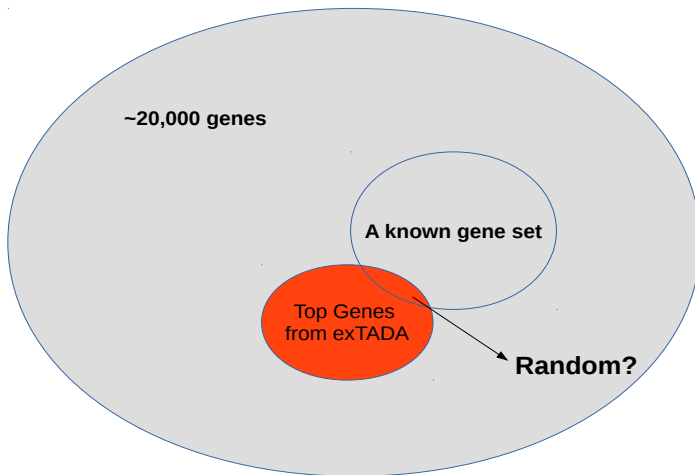 ~20,000 genes
A known gene set
Top Genes
from exTADA
Random?